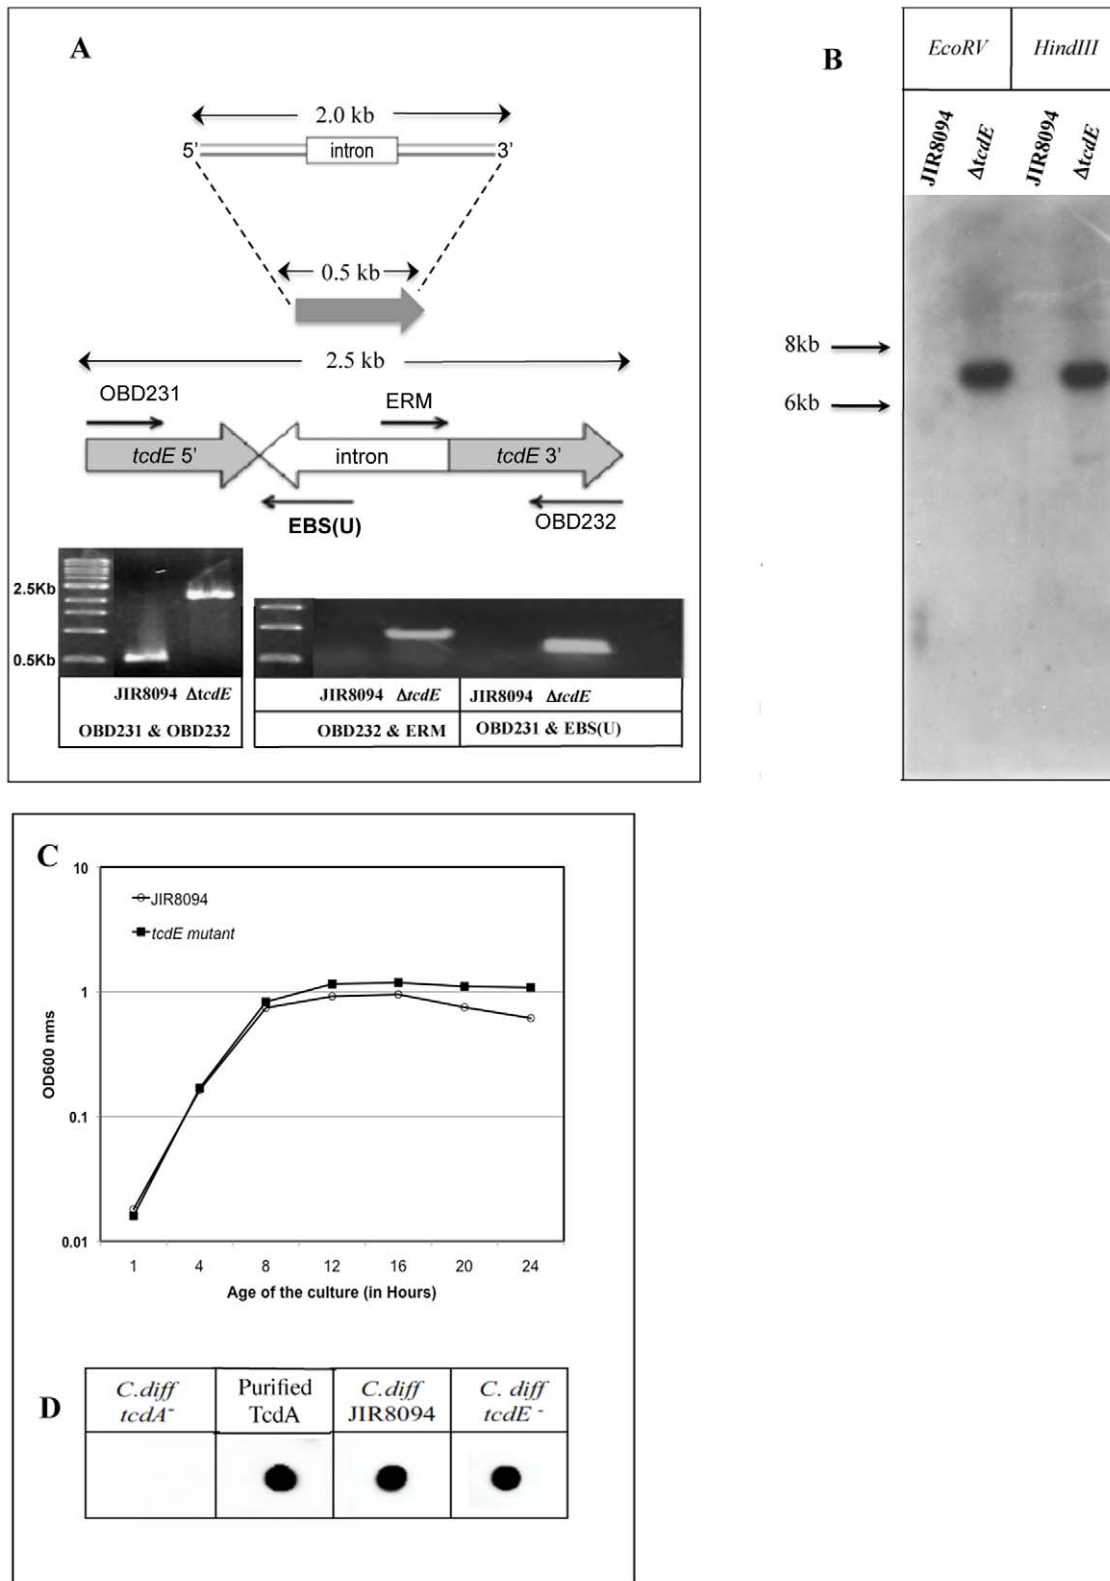 A
2.0 kb
5’ intron 3’
0.5 kb
2.5 kb
OBD231
ERM
tcdE 5’ intron tcdE 3’
EBS(U)
OBD232
2.5Kb
0.5Kb
JIR8094 ΔtcdE
OBD231 & OBD232
JIR8094 ΔtcdE JIR8094 ΔtcdE
OBD232 & ERM OBD231 & EBS(U)
B
EcoRV HindIII
JIR8094 ΔtcdE JIR8094 ΔtcdE
8kb
6kb
C
10
1
0.1
0.01
JIR8094
tcdE mutant
OD600 nms
1 4 8 12 16 20 24
Age of the culture (in Hours)
D
C.diff tcdA⁻
Purified TcdA
C.diff JIR8094
C. diff tcdE ⁻